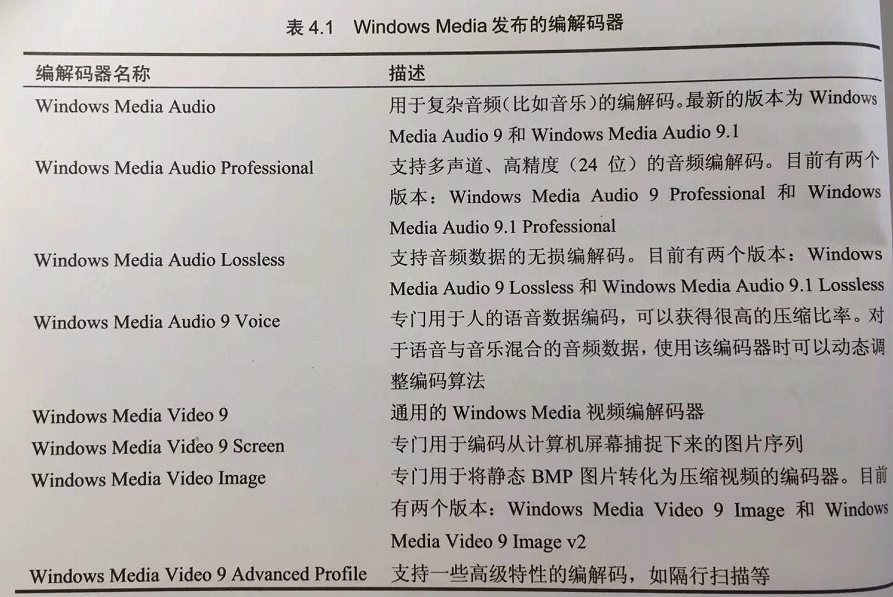 表 4.1 Windows Media 发布的编解码器
编解码器名称 描述
Windows Media Audio 用于复杂音频（比如音乐）的编解码。最新的版本为 Windows
Media Audio 9 和 Windows Media Audio 9.1
Windows Media Audio Professional 支持多声道、高精度（24 位）的音频编解码。目前有两个
版本：Windows Media Audio 9 Professional 和 Windows
Media Audio 9.1 Professional
Windows Media Audio Lossless 支持音频数据的无损编解码。目前有两个版本：Windows
Media Audio 9 Lossless 和 Windows Media Audio 9.1 Lossless
Windows Media Audio 9 Voice 专门用于人的语音数据编码，可以获得很高的压缩比率。对
于语音与音乐混合的音频数据，使用该编码器时可以动态调
整编码算法
Windows Media Video 9 通用的 Windows Media 视频编解码器
Windows Media Video 9 Screen 专门用于编码从计算机屏幕捕捉下来的图片序列
Windows Media Video Image 专门用于将静态 BMP 图片转化为压缩视频的编码器。目前
有两个版本：Windows Media Video 9 Image 和 Windows
Media Video 9 Image v2
Windows Media Video 9 Advanced Profile 支持一些高级特性的编解码，如隔行扫描等